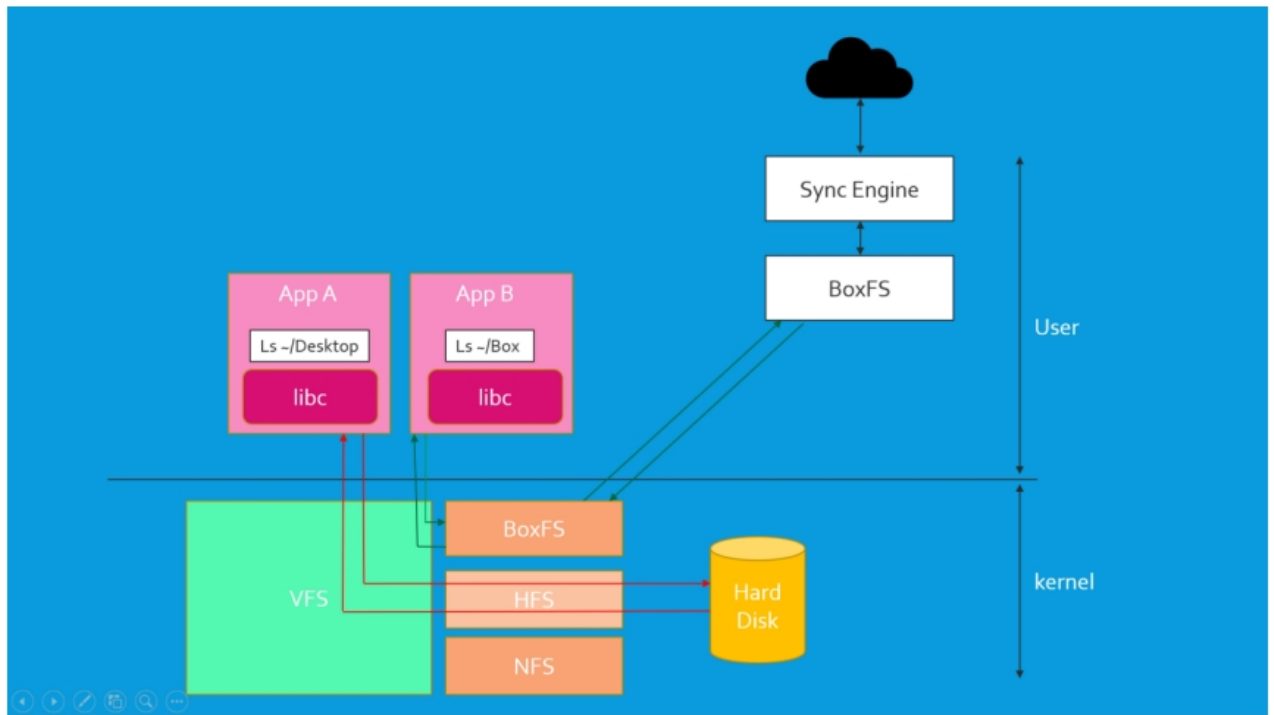 Sync Engine
BoxFS
User
App A
App B
Ls ~/Desktop
Ls ~/Box
libc
libc
BoxFS
VFS
HFS
Hard
Disk
kernel
NFS